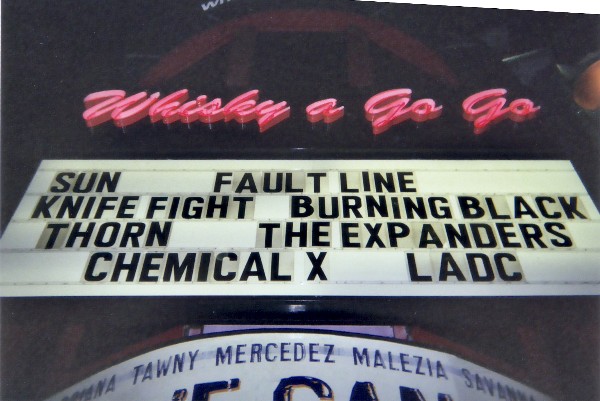 Whisky a Go Go
SUN FAULT LINE
KNIFE FIGHT BURNING BLACK
THORN THE EXPANDERS
CHEMICAL X LADC
TAWNY MERCEDEZ MALEZIA